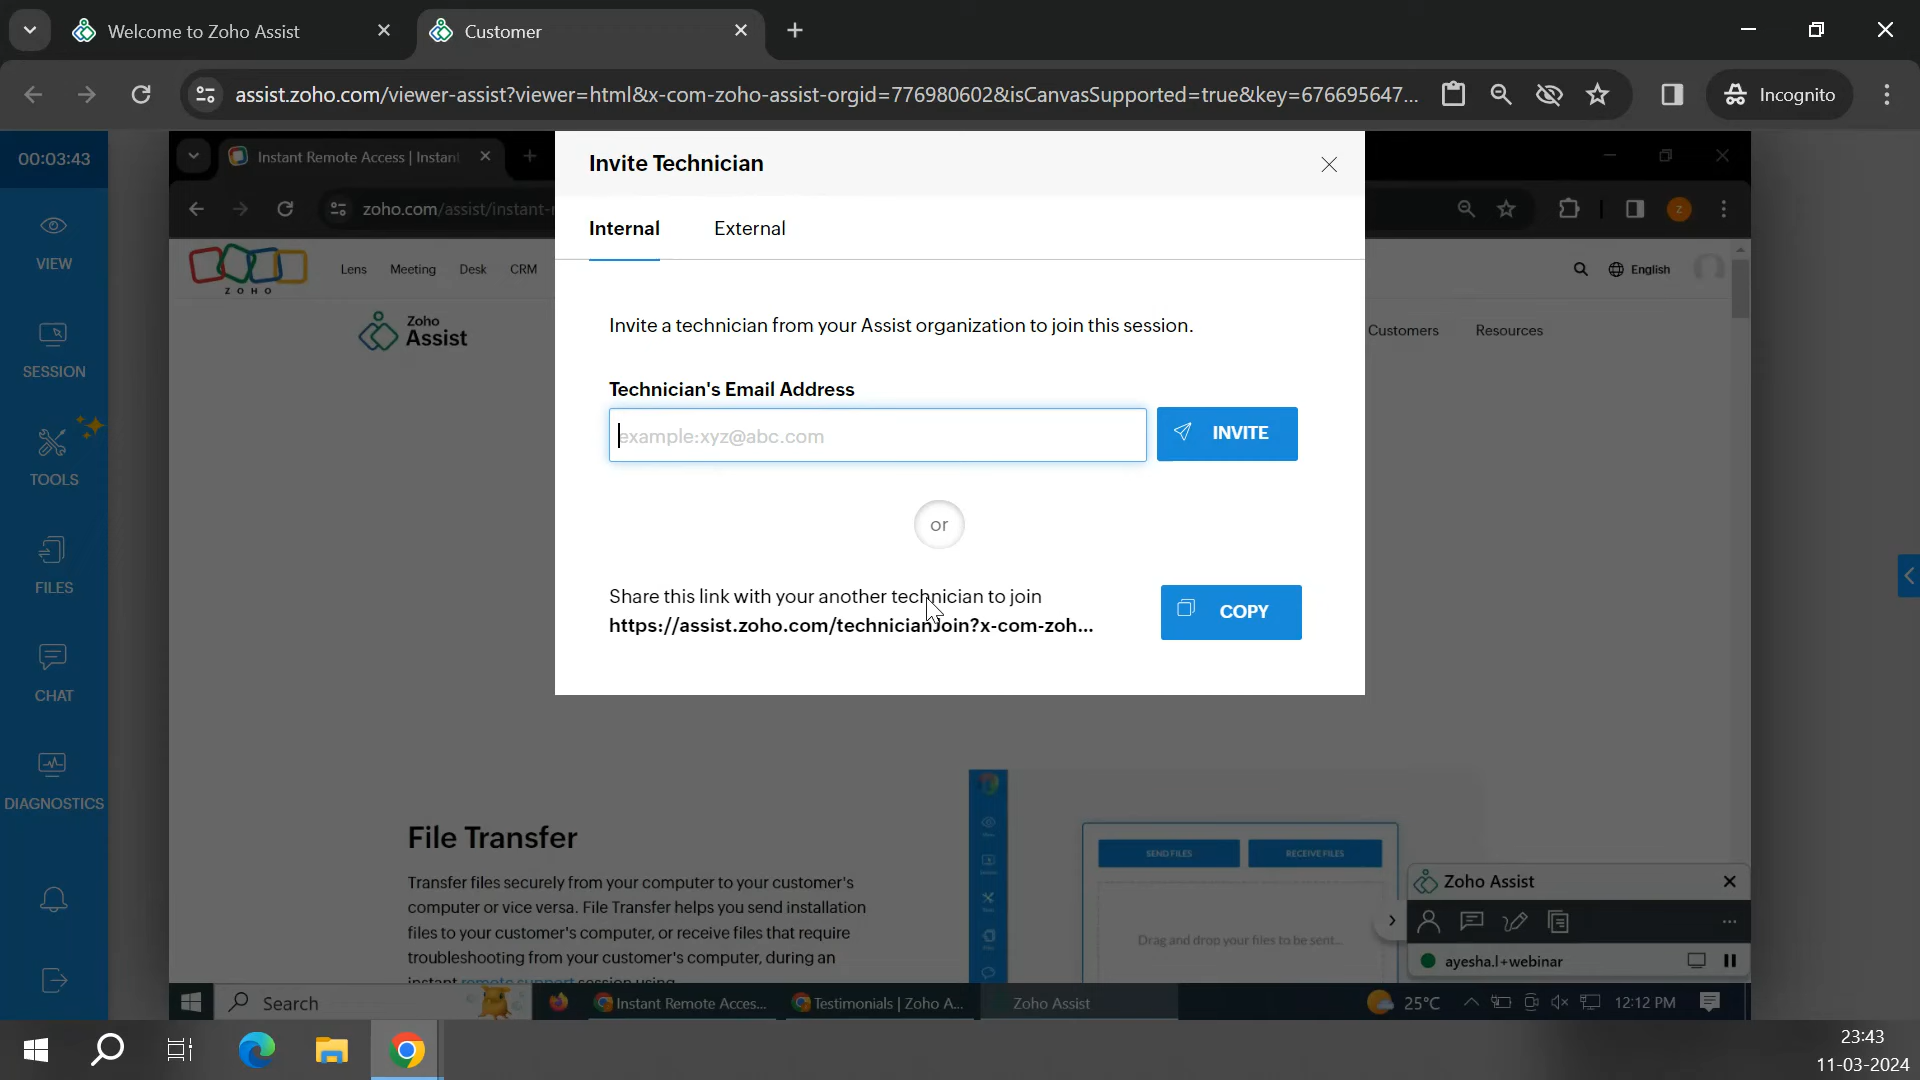 Welcome to Zoho Assist
Customer
assist.zoho.com/viewer-assist?viewer=html&x-com-zoho-assist-orgid=776980602&isCanvasSupported=true&key=676695647...
Incognito
00:03:43
VIEW
SESSION
TOOLS
FILES
CHAT
DIAGNOSTICS
Instant Remote Access | Instant
zoho.com/assist/instant-r
ZOHO
Lens
Meeting
Desk
CRM
English
Zoho
Assist
Customers
Resources
Invite Technician
Internal
External
Invite a technician from your Assist organization to join this session.
Technician's Email Address
example:xyz@abc.com
INVITE
or
Share this link with your another technician to join
https://assist.zoho.com/technicianJoin?x-com-zoh...
COPY
File Transfer
Transfer files securely from your computer to your customer's
computer or vice versa. File Transfer helps you send installation
files to your customer's computer, or receive files that require
troubleshooting from your customer's computer, during an
instant remote support session using
SEND FILES
RECEIVE FILES
Drag and drop your files to be sent...
Zoho Assist
ayesha.l+webinar
Search
Instant Remote Acces...
Testimonials | Zoho A...
Zoho Assist
25°C
12:12 PM
23:43
11-03-2024